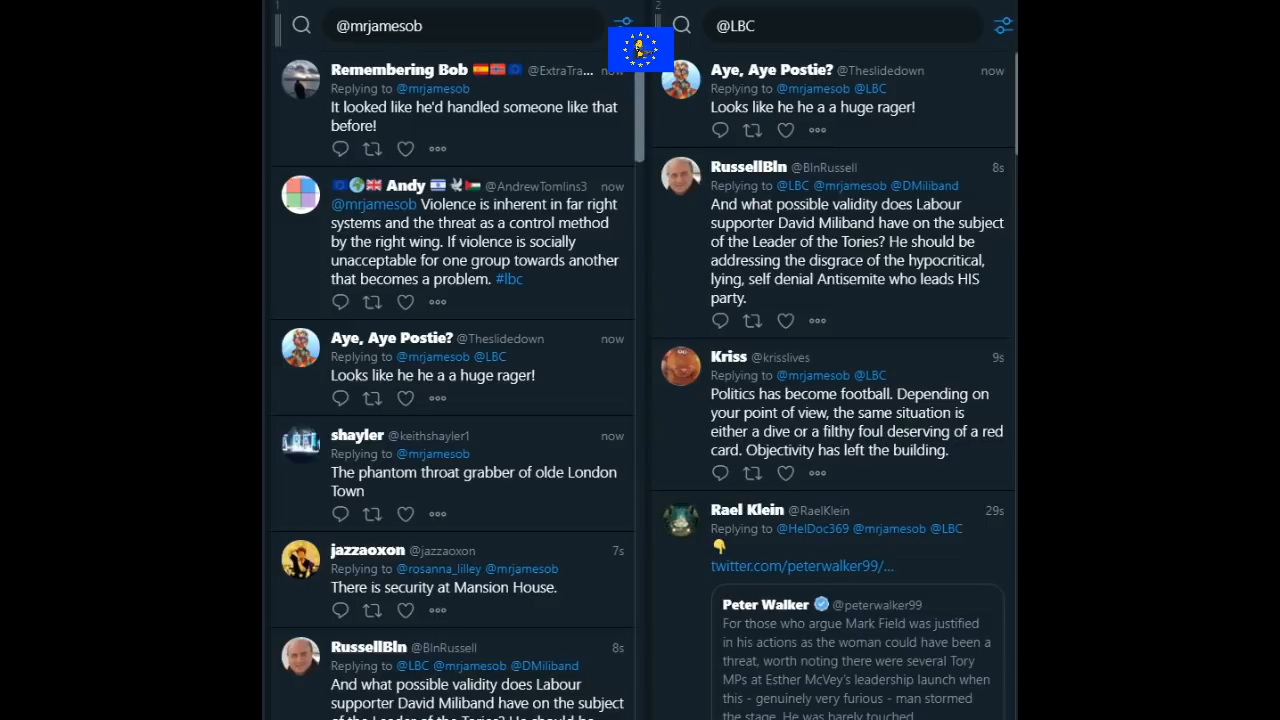 1
@mrjamesob
Remembering Bob @ExtraTra... now
Replying to @mrjamesob
It looked like he'd handled someone like that
before!
Andy @AndrewTomlins3 now
@mrjamesob Violence is inherent in far right
systems and the threat as a control method
by the right wing. If violence is socially
unacceptable for one group towards another
that becomes a problem. #lbc
Aye, Aye Postie? @Theslidedown now
Replying to @mrjamesob @LBC
Looks like he he a a huge rager!
shayler @keithshayler1 now
Replying to @mrjamesob
The phantom throat grabber of olde London
Town
jazzaoxon @jazzaoxon 7s
Replying to @rosanna_lilley @mrjamesob
There is security at Mansion House.
RussellBln @BlnRussell 8s
Replying to @LBC @mrjamesob @DMiliband
And what possible validity does Labour
supporter David Miliband have on the subject
of the Leader of the Tories? He should be
2
@LBC
Aye, Aye Postie? @Theslidedown now
Replying to @mrjamesob @LBC
Looks like he he a a huge rager!
RussellBln @BlnRussell 8s
Replying to @LBC @mrjamesob @DMiliband
And what possible validity does Labour
supporter David Miliband have on the subject
of the Leader of the Tories? He should be
addressing the disgrace of the hypocritical,
lying, self denial Antisemite who leads HIS
party.
Kriss @krisslives 9s
Replying to @mrjamesob @LBC
Politics has become football. Depending on
your point of view, the same situation is
either a dive or a filthy foul deserving of a red
card. Objectivity has left the building.
Rael Klein @RaelKlein 29s
Replying to @HelDoc369 @mrjamesob @LBC
twitter.com/peterwalker99/...
Peter Walker @peterwalker99
For those who argue Mark Field was justified
in his actions as the woman could have been a
threat, worth noting there were several Tory
MPs at Esther McVey's leadership launch when
this - genuinely very furious - man stormed
the stage. He was barely touched